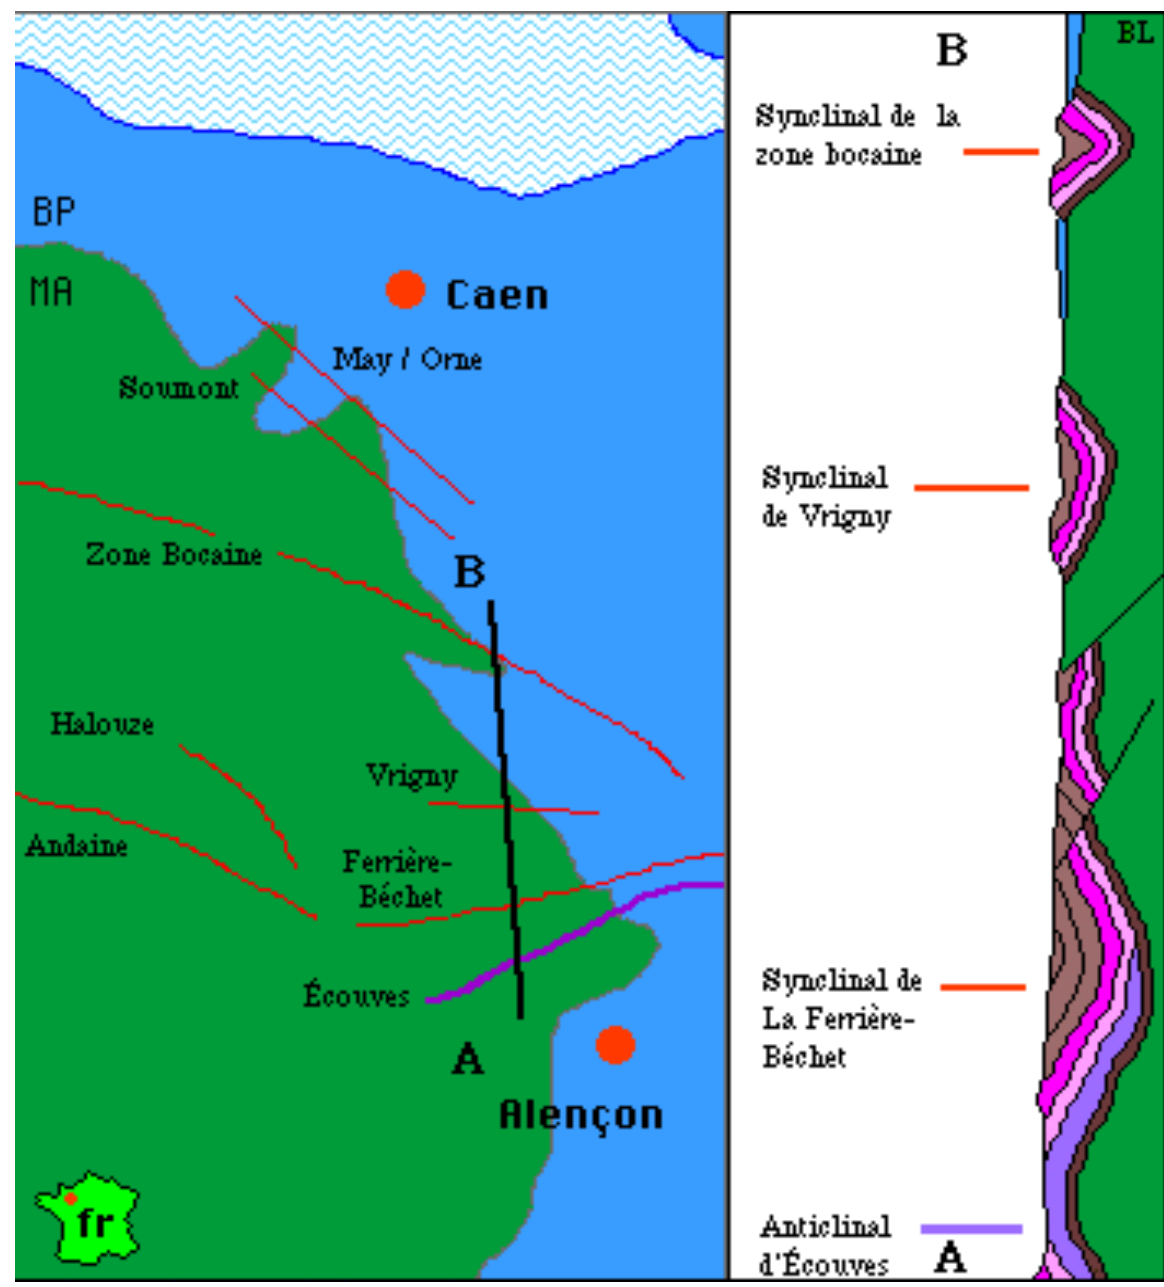 BP
MA
Caen
May / Orne
Soumont
Zone Bocaine
B
Halouze
Vrigny
Andaine
Ferrière-
Béchet
Écouves
A
Alençon
fr
BL
B
Synclinal de la
zone bocaine
Synclinal
de Vrigny
Synclinal de
La Ferrière-
Béchet
Anticlinal
d'Écouves
A